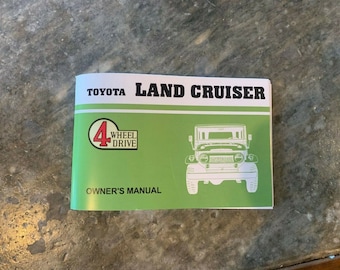 TOYOTA LAND CRUISER
4 WHEEL
DRIVE
OWNER'S MANUAL